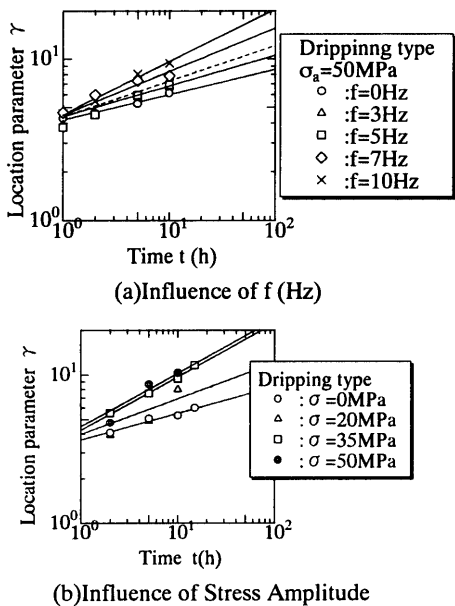 Location parameter γ
10¹
10⁰
10⁰
10¹
10²
Time t (h)
Drippinng type
σₐ=50MPa
○ :f=0Hz
△ :f=3Hz
□ :f=5Hz
◇ :f=7Hz
× :f=10Hz
(a)Influence of f (Hz)
Location parameter γ
10¹
10⁰
10⁰
10¹
10²
Time t(h)
Dripping type
○ : σ=0MPa
△ : σ=20MPa
□ : σ=35MPa
● : σ=50MPa
(b)Influence of Stress Amplitude